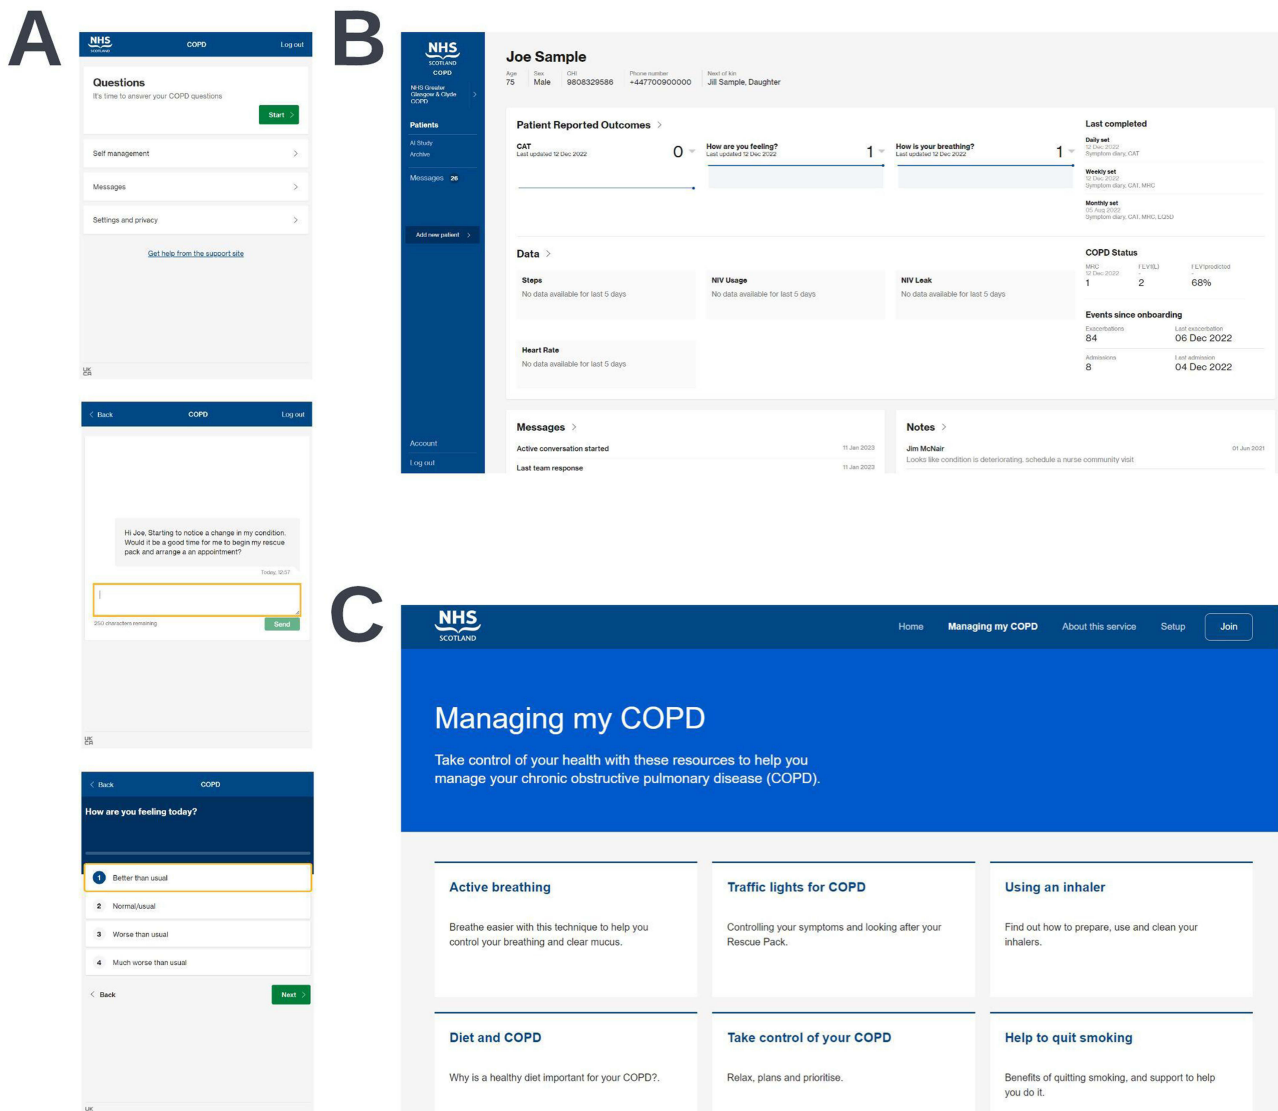 A
NHS
SCOTLAND
COPD
Log out
Questions
It's time to answer your COPD questions
Start
Self management
Messages
Settings and privacy
Get help from the support site
UK
CA
Back
COPD
Log out
Hi Joe, Starting to notice a change in my condition.
Would it be a good time for me to begin my rescue
pack and arrange a an appointment?
Today, 12:57
250 characters remaining
Send
UK
CA
Back
COPD
How are you feeling today?
1 Better than usual
2 Normal/usual
3 Worse than usual
4 Much worse than usual
Back
Next
UK
B
NHS
SCOTLAND
COPD
NHS Greater
Glasgow & Clyde
COPD
Patients
AI Study
Archive
Messages 26
Add new patient
Account
Log out
Joe Sample
Age Sex CHI Phone number Next of kin
75 Male 9808329586 +447700900000 Jill Sample, Daughter
Patient Reported Outcomes
CAT
Last updated 12 Dec 2022
0
How are you feeling?
Last updated 12 Dec 2022
1
How is your breathing?
Last updated 12 Dec 2022
1
Last completed
Daily set
12 Dec 2022
Symptom diary, CAT
Weekly set
12 Dec 2022
Symptom diary, CAT, MRC
Monthly set
05 Aug 2022
Symptom diary, CAT, MRC, EQ5D
Data
Steps
No data available for last 5 days
NIV Usage
No data available for last 5 days
NIV Leak
No data available for last 5 days
Heart Rate
No data available for last 5 days
COPD Status
MRC FEV1(L) FEV1predicted
12 Dec 2022 - -
1 2 68%
Events since onboarding
Exacerbations Last exacerbation
84 06 Dec 2022
Admissions Last admission
8 04 Dec 2022
Messages
Active conversation started 11 Jan 2023
Last team response 11 Jan 2023
Notes
Jim McNair 01 Jun 2021
Looks like condition is deteriorating, schedule a nurse community visit
C
NHS
SCOTLAND
Home Managing my COPD About this service Setup Join
Managing my COPD
Take control of your health with these resources to help you
manage your chronic obstructive pulmonary disease (COPD).
Active breathing
Breathe easier with this technique to help you
control your breathing and clear mucus.
Traffic lights for COPD
Controlling your symptoms and looking after your
Rescue Pack.
Using an inhaler
Find out how to prepare, use and clean your
inhalers.
Diet and COPD
Why is a healthy diet important for your COPD?.
Take control of your COPD
Relax, plans and prioritise.
Help to quit smoking
Benefits of quitting smoking, and support to help
you do it.